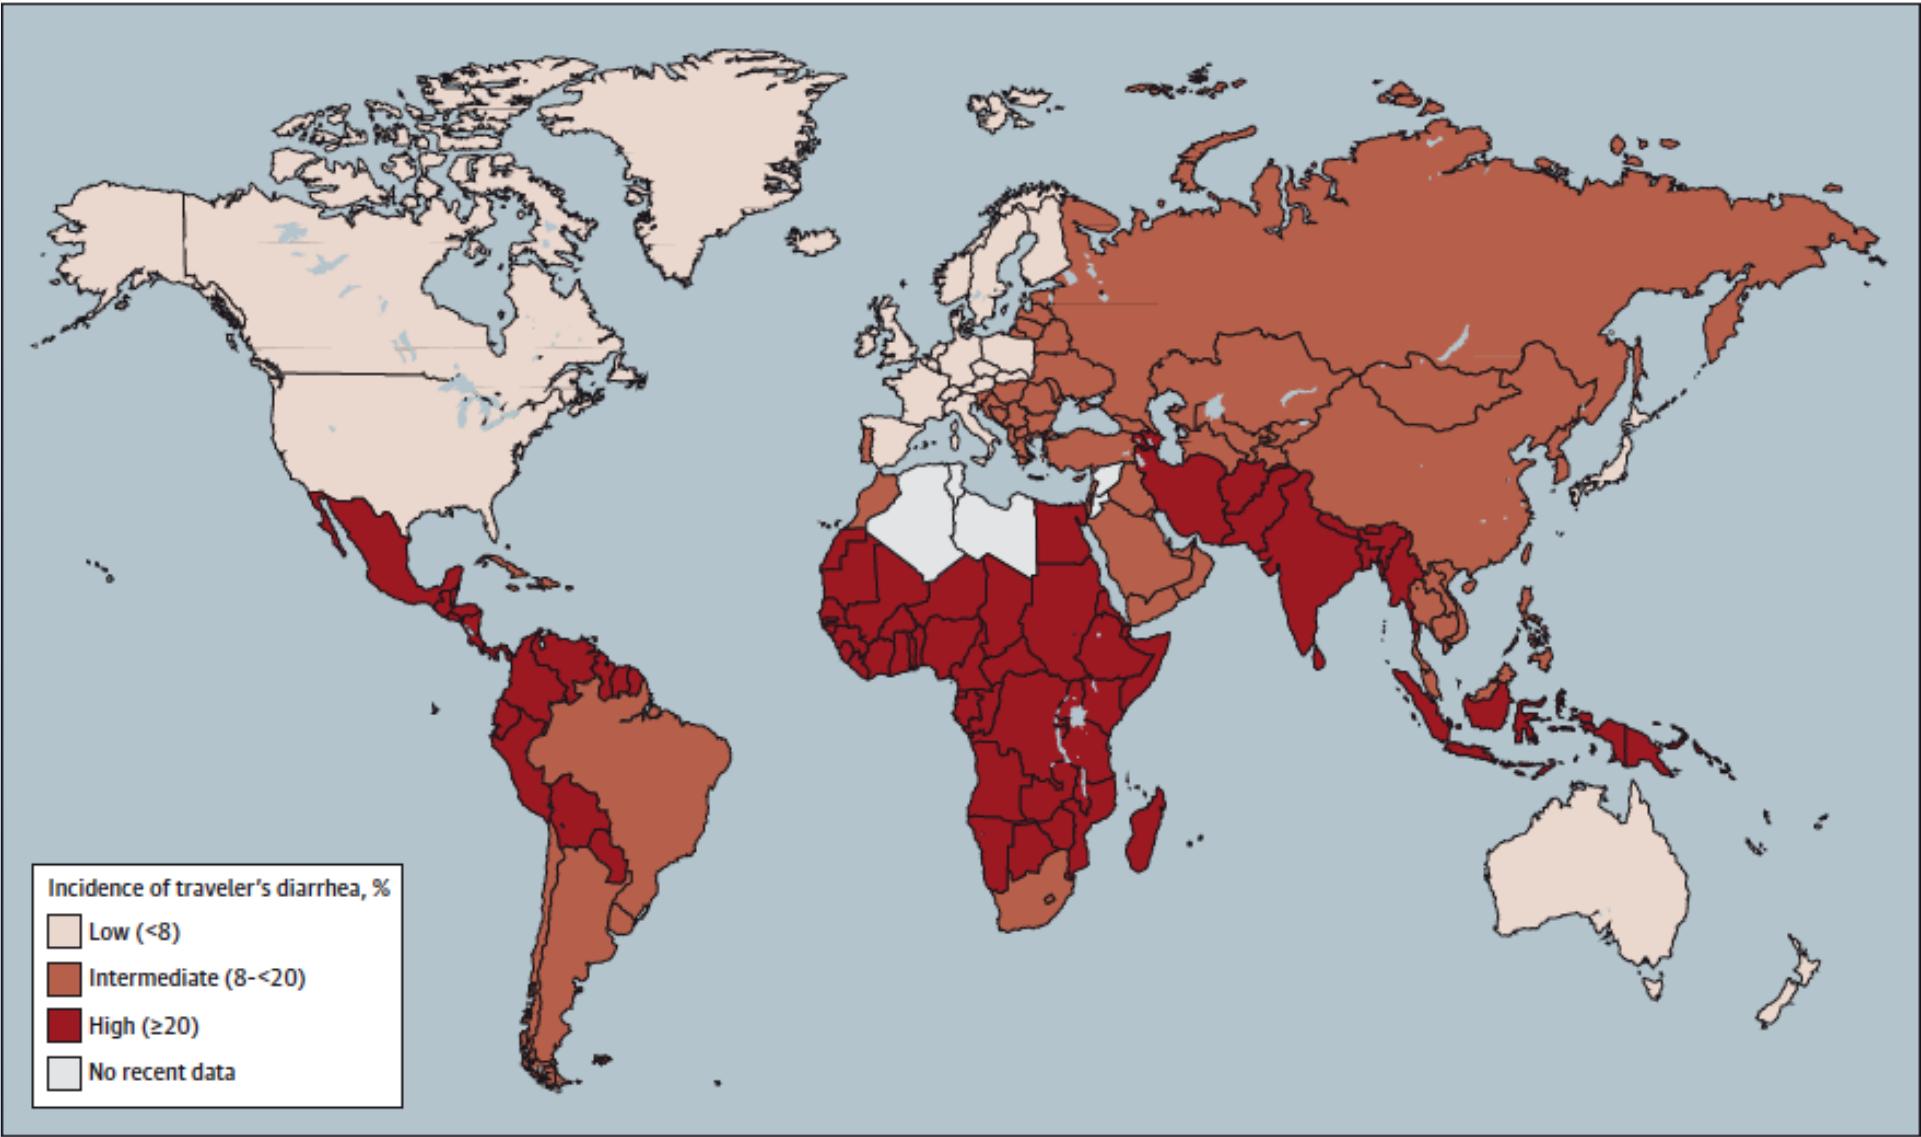 Incidence of traveler's diarrhea, %
Low (<8)
Intermediate (8-<20)
High (≥20)
No recent data